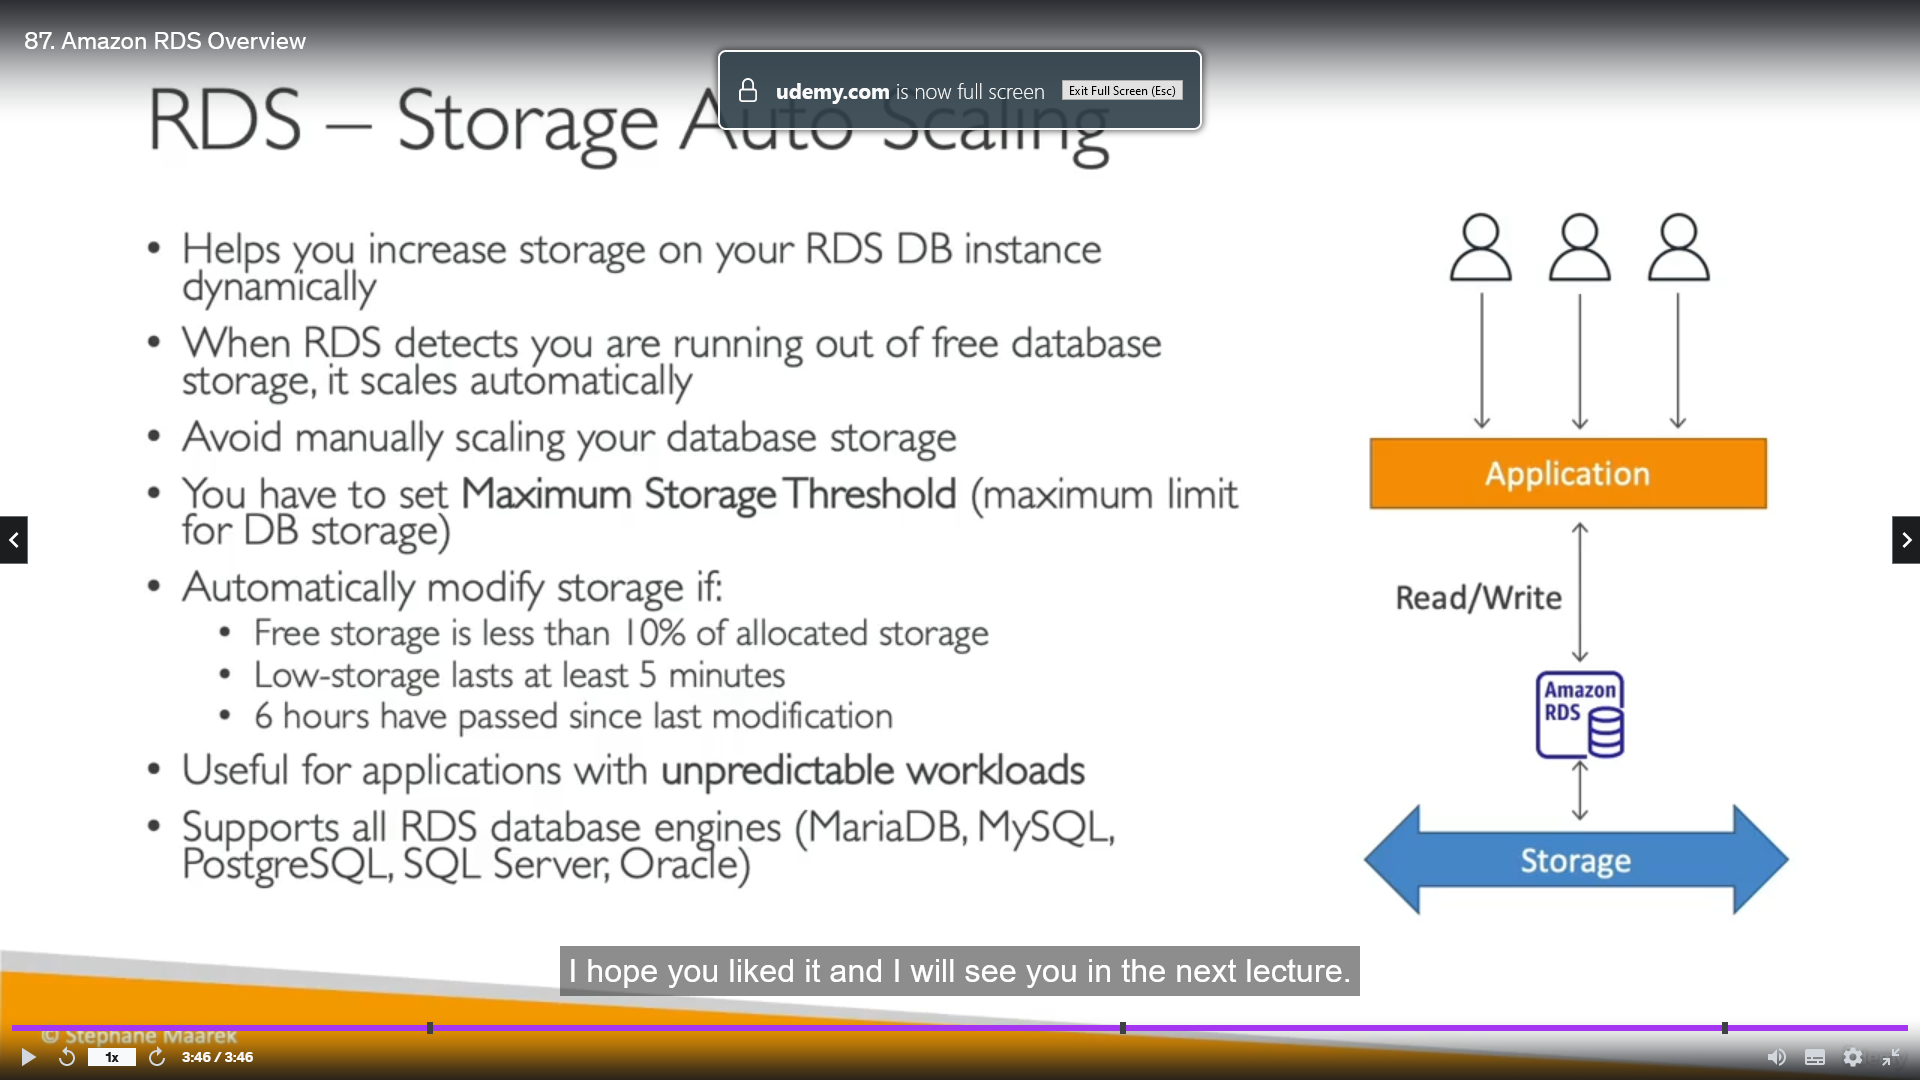 87. Amazon RDS Overview
udemy.com is now full screen
Exit Full Screen (Esc)
RDS – Storage Auto Scaling
• Helps you increase storage on your RDS DB instance
dynamically
• When RDS detects you are running out of free database
storage, it scales automatically
• Avoid manually scaling your database storage
• You have to set Maximum Storage Threshold (maximum limit
for DB storage)
• Automatically modify storage if:
• Free storage is less than 10% of allocated storage
• Low-storage lasts at least 5 minutes
• 6 hours have passed since last modification
• Useful for applications with unpredictable workloads
• Supports all RDS database engines (MariaDB, MySQL,
PostgreSQL, SQL Server, Oracle)
Application
Read/Write
Amazon
RDS
Storage
I hope you liked it and I will see you in the next lecture.
© Stephane Maarek
1x
3:46 / 3:46